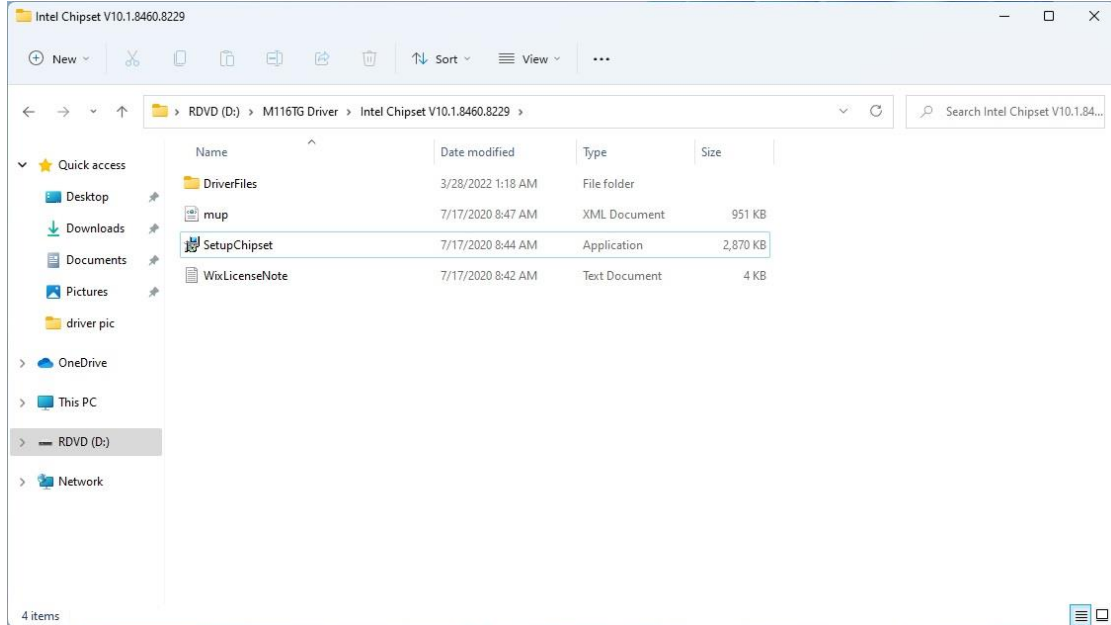 Intel Chipset V10.1.8460.8229
New Sort View
RDVD (D:) M116TG Driver Intel Chipset V10.1.8460.8229 Search Intel Chipset V10.1.84...
Name Date modified Type Size
Quick access
Desktop
Downloads
Documents
Pictures
driver pic
OneDrive
This PC
RDVD (D:)
Network
DriverFiles 3/28/2022 1:18 AM File folder
mup 7/17/2020 8:47 AM XML Document 951 KB
SetupChipset 7/17/2020 8:44 AM Application 2,870 KB
WixLicenseNote 7/17/2020 8:42 AM Text Document 4 KB
4 items